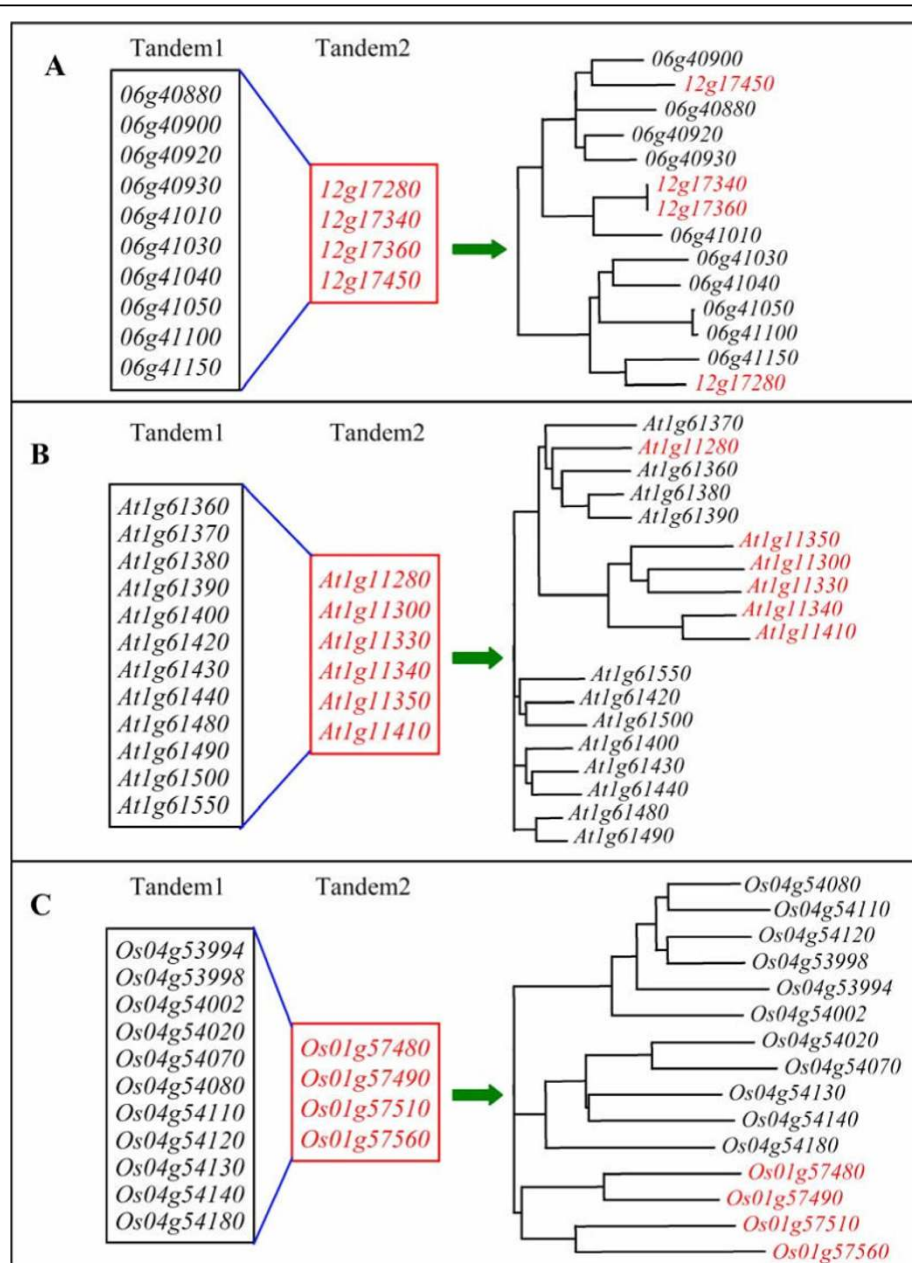 A
Tandem1
Tandem2
06g40880
06g40900
06g40920
06g40930
06g41010
06g41030
06g41040
06g41050
06g41100
06g41150
12g17280
12g17340
12g17360
12g17450
06g40900
12g17450
06g40880
06g40920
06g40930
12g17340
12g17360
06g41010
06g41030
06g41040
06g41050
06g41100
06g41150
12g17280
B
Tandem1
Tandem2
At1g61360
At1g61370
At1g61380
At1g61390
At1g61400
At1g61420
At1g61430
At1g61440
At1g61480
At1g61490
At1g61500
At1g61550
At1g11280
At1g11300
At1g11330
At1g11340
At1g11350
At1g11410
At1g61370
At1g11280
At1g61360
At1g61380
At1g61390
At1g11350
At1g11300
At1g11330
At1g11340
At1g11410
At1g61550
At1g61420
At1g61500
At1g61400
At1g61430
At1g61440
At1g61480
At1g61490
C
Tandem1
Tandem2
Os04g53994
Os04g53998
Os04g54002
Os04g54020
Os04g54070
Os04g54080
Os04g54110
Os04g54120
Os04g54130
Os04g54140
Os04g54180
Os01g57480
Os01g57490
Os01g57510
Os01g57560
Os04g54080
Os04g54110
Os04g54120
Os04g53998
Os04g53994
Os04g54002
Os04g54020
Os04g54070
Os04g54130
Os04g54140
Os04g54180
Os01g57480
Os01g57490
Os01g57510
Os01g57560